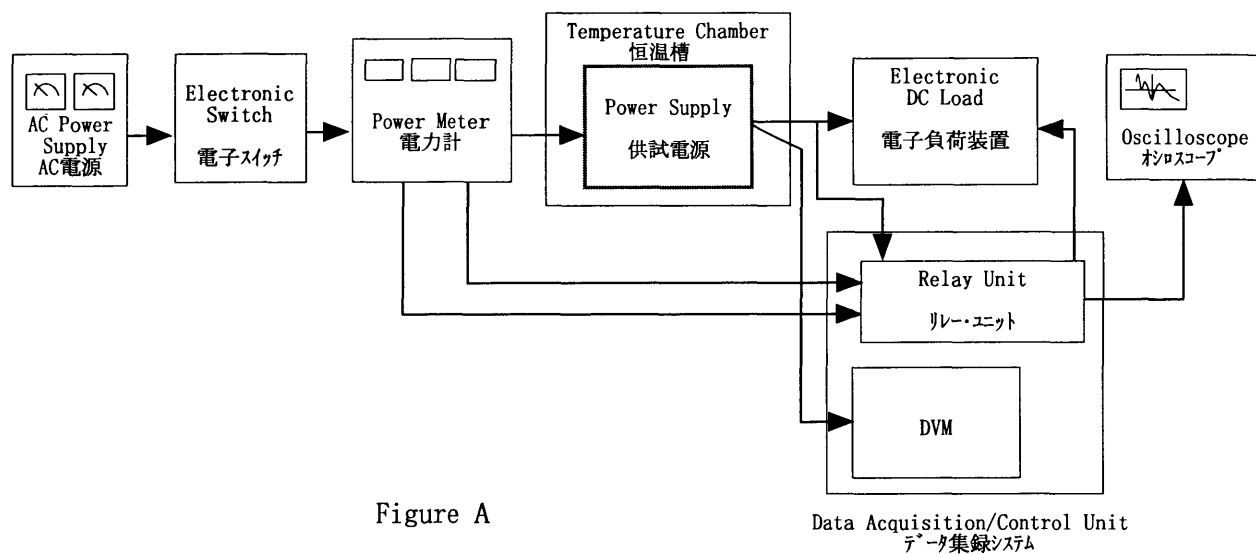 AC Power
Supply
AC電源
Electronic
Switch
電子スイッチ
Power Meter
電力計
Temperature Chamber
恒温槽
Power Supply
供試電源
Electronic
DC Load
電子負荷装置
Oscilloscope
オシロスコープ
Relay Unit
リレー・ユニット
DVM
Data Acquisition/Control Unit
データ集録システム
Figure A